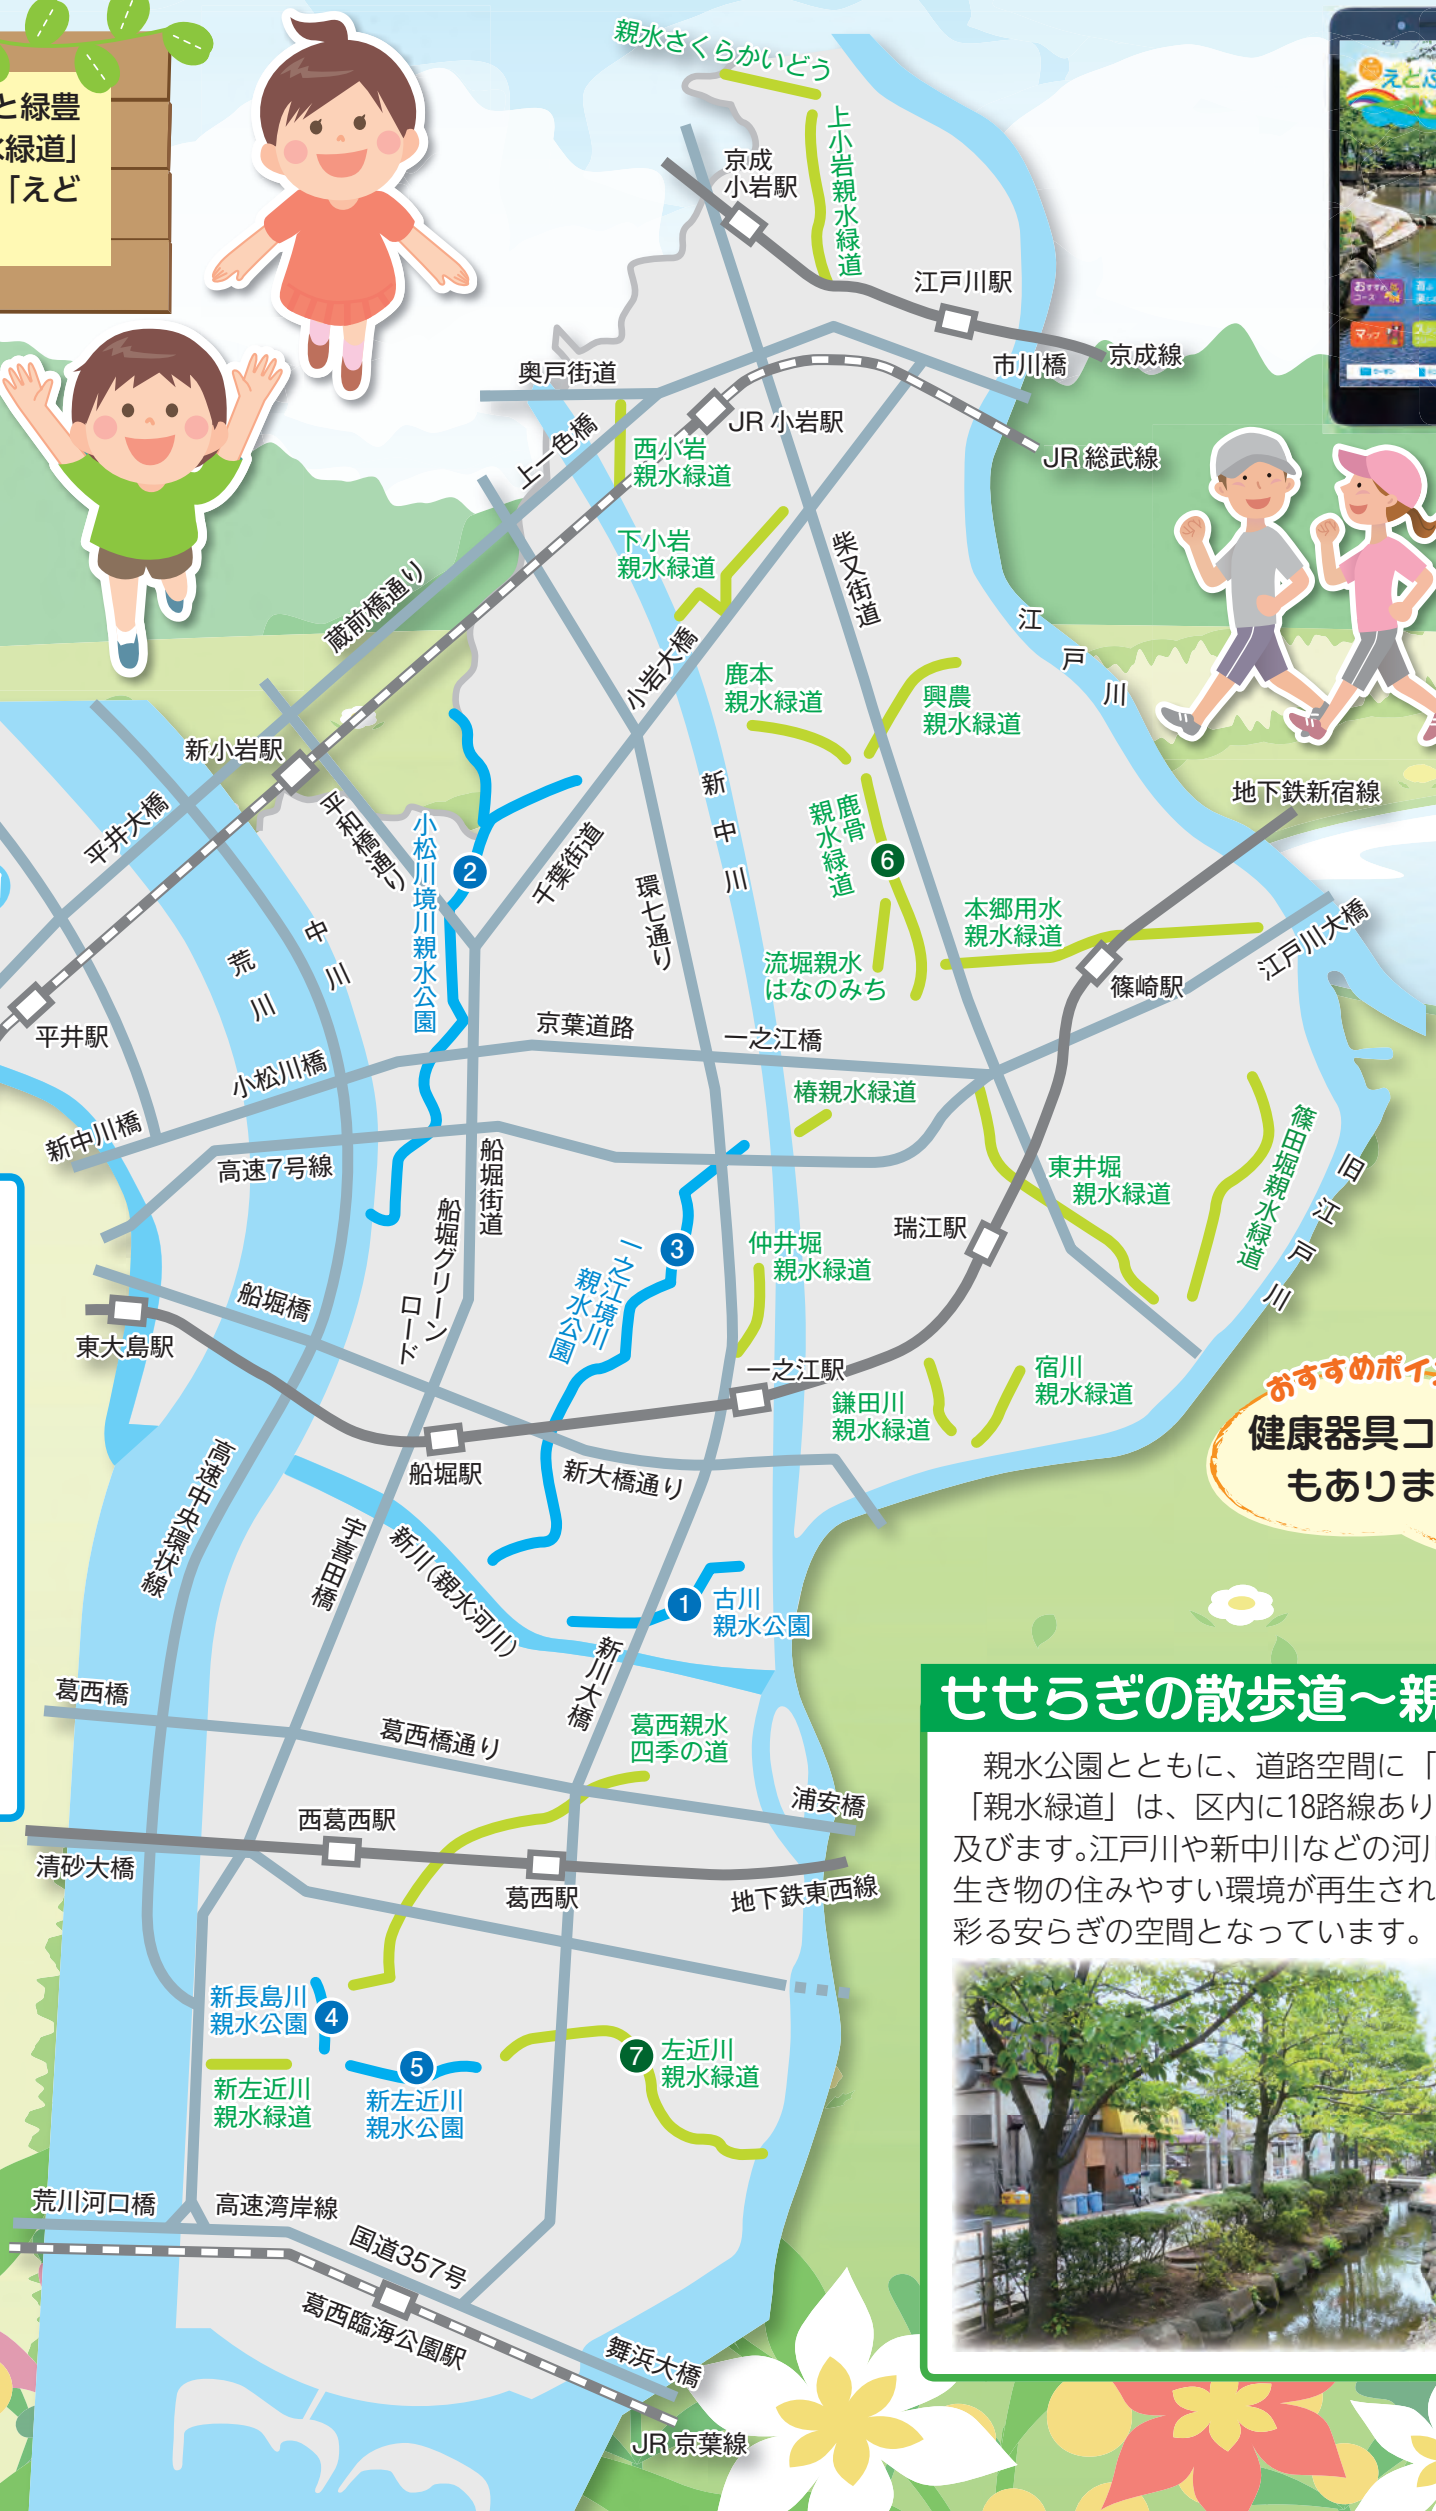 と緑豊
水緑道」
「えど
親水さくらかいどう
上小岩親水緑道
京成
小岩駅
江戸川駅
市川橋
京成線
奥戸街道
上一色橋
JR 小岩駅
JR 総武線
西小岩
親水緑道
下小岩
親水緑道
柴又街道
蔵前橋通り
小岩大橋
江戸川
鹿本
親水緑道
興農
親水緑道
新小岩駅
新中川
地下鉄新宿線
平井大橋
平和橋通り
小松川境川親水公園
2
千葉街道
環七通り
鹿骨
親水緑道
6
本郷用水
親水緑道
江戸川大橋
荒川
中川
流堀親水
はなのみち
篠崎駅
平井駅
京葉道路
一之江橋
小松川橋
椿親水緑道
新中川橋
高速7号線
船堀街道
東井堀
親水緑道
篠田堀親水緑道
旧江戸川
船堀グリーン
ロード
一之江境川
親水公園
3
仲井堀
親水緑道
瑞江駅
船堀橋
東大島駅
一之江駅
宿川
親水緑道
鎌田川
親水緑道
おすすめポイ
健康器具コ
もありま
船堀駅
新大橋通り
高速中央環状線
宇喜田橋
新川(親水河川)
1
古川
親水公園
新川大橋
葛西橋
葛西橋通り
葛西親水
四季の道
浦安橋
西葛西駅
清砂大橋
葛西駅
地下鉄東西線
新長島川
親水公園
4
5
7
左近川
親水緑道
新左近川
親水緑道
新左近川
親水公園
荒川河口橋
高速湾岸線
国道357号
葛西臨海公園駅
舞浜大橋
JR 京葉線
せせらぎの散歩道〜親
親水公園とともに、道路空間に「
「親水緑道」は、区内に18路線あり
及びます。江戸川や新中川などの河川
生き物の住みやすい環境が再生され
彩る安らぎの空間となっています。
えどぶ
おすすめ
コース
マップ